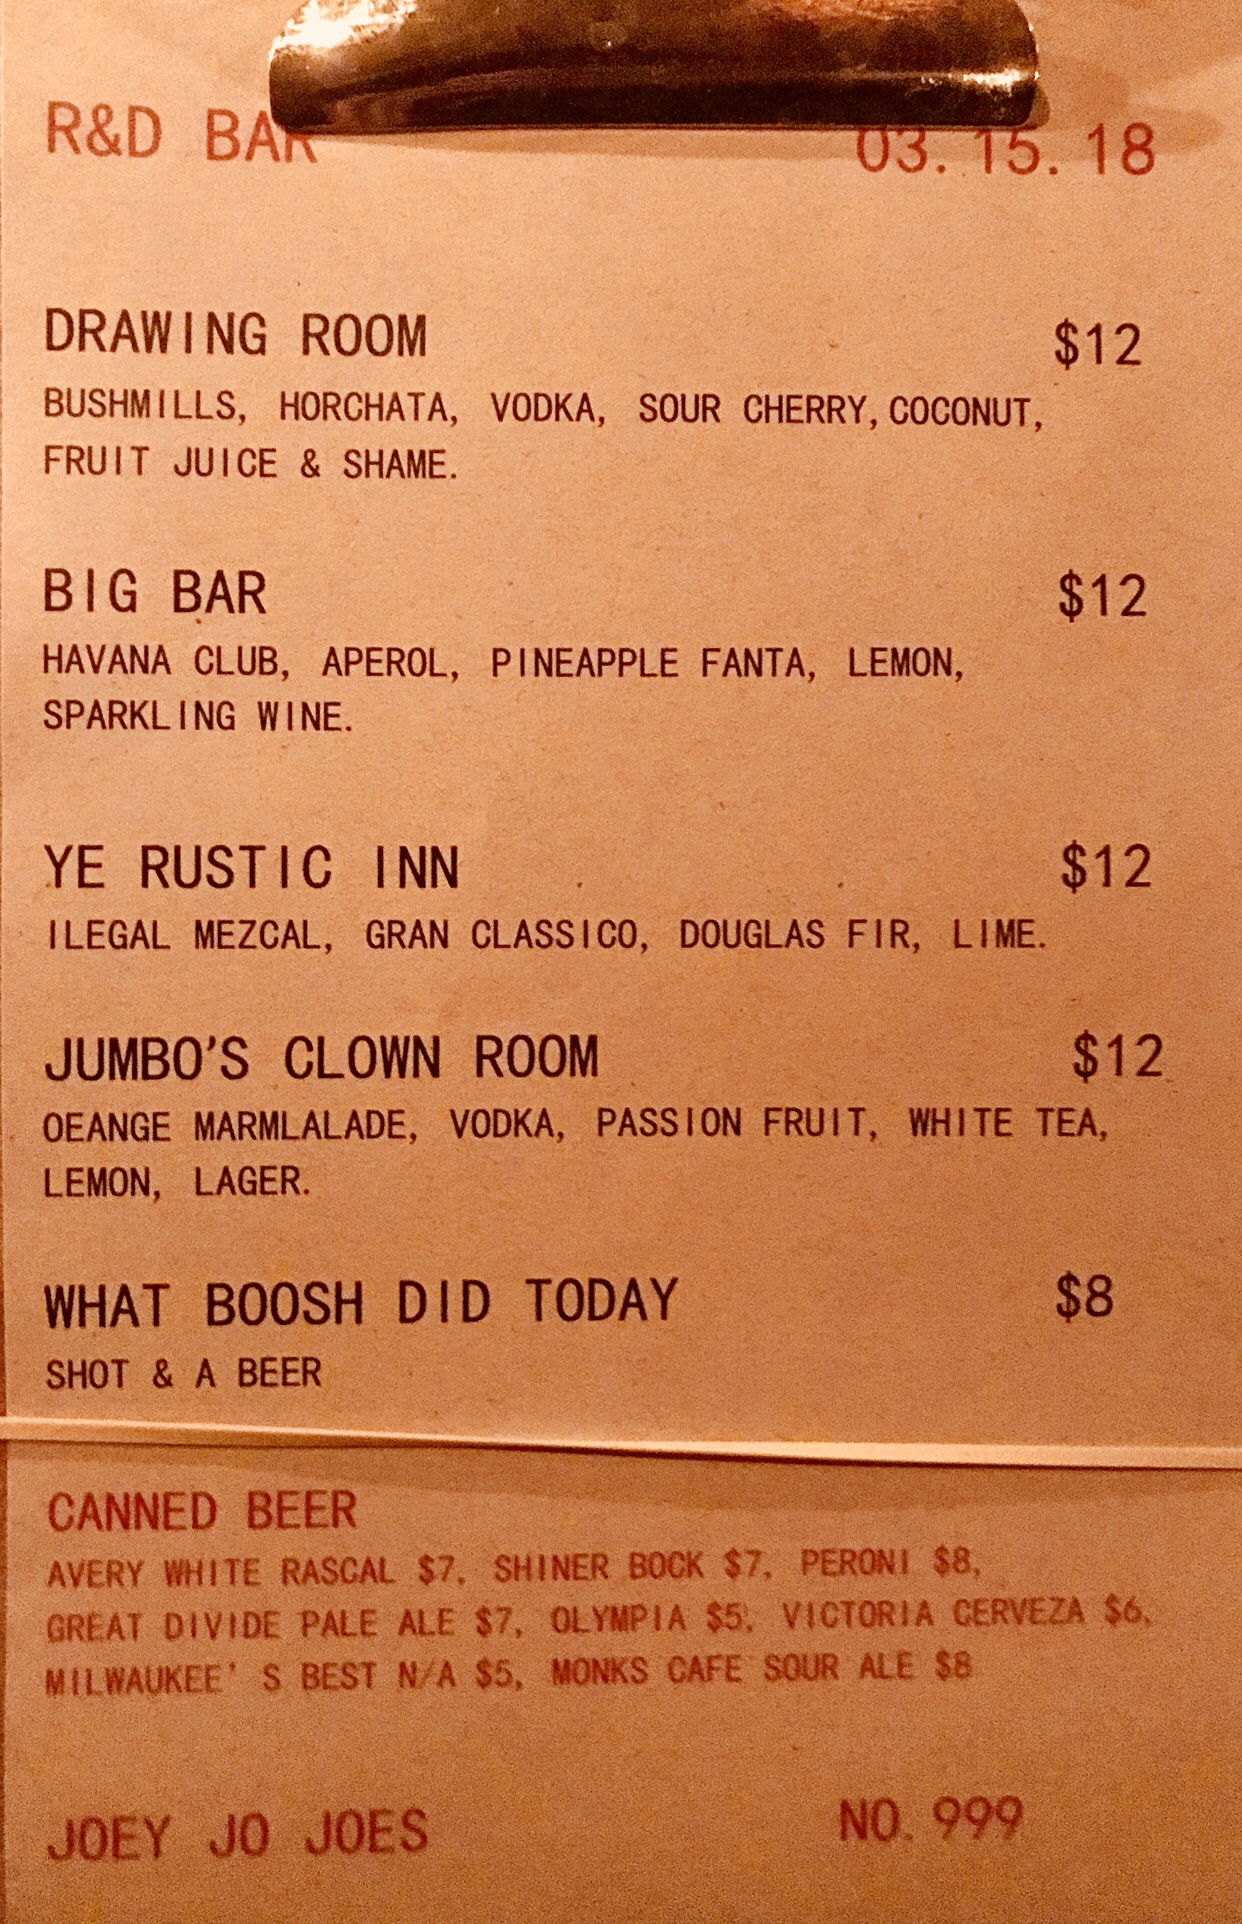 R&D BAR 03.15.18
DRAWING ROOM $12
BUSHMILLS, HORCHATA, VODKA, SOUR CHERRY, COCONUT,
FRUIT JUICE & SHAME.
BIG BAR $12
HAVANA CLUB, APEROL, PINEAPPLE FANTA, LEMON,
SPARKLING WINE.
YE RUSTIC INN $12
ILEGAL MEZCAL, GRAN CLASSICO, DOUGLAS FIR, LIME.
JUMBO'S CLOWN ROOM $12
OEANGE MARMLALADE, VODKA, PASSION FRUIT, WHITE TEA,
LEMON, LAGER.
WHAT BOOSH DID TODAY $8
SHOT & A BEER
CANNED BEER
AVERY WHITE RASCAL $7, SHINER BOCK $7, PERONI $8,
GREAT DIVIDE PALE ALE $7, OLYMPIA $5, VICTORIA CERVEZA $6,
MILWAUKEE' S BEST N/A $5, MONKS CAFE SOUR ALE $8
JOEY JO JOES NO. 999